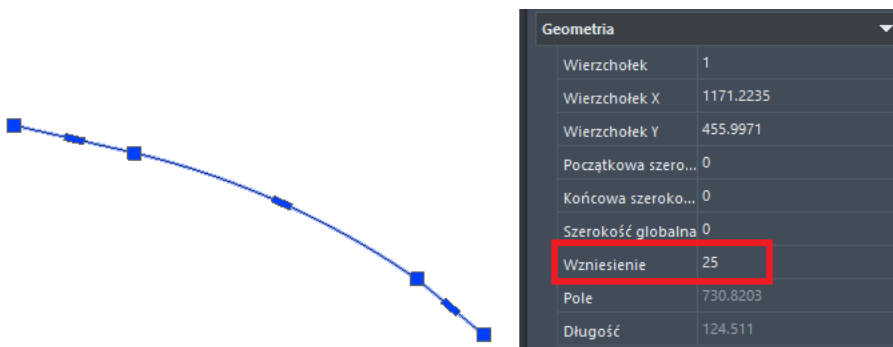 Geometria
Wierzchołek 1
Wierzchołek X 1171.2235
Wierzchołek Y 455.9971
Początkowa szero... 0
Końcowa szeroko... 0
Szerokość globalna 0
Wzniesienie 25
Pole 730.8203
Długość 124.511